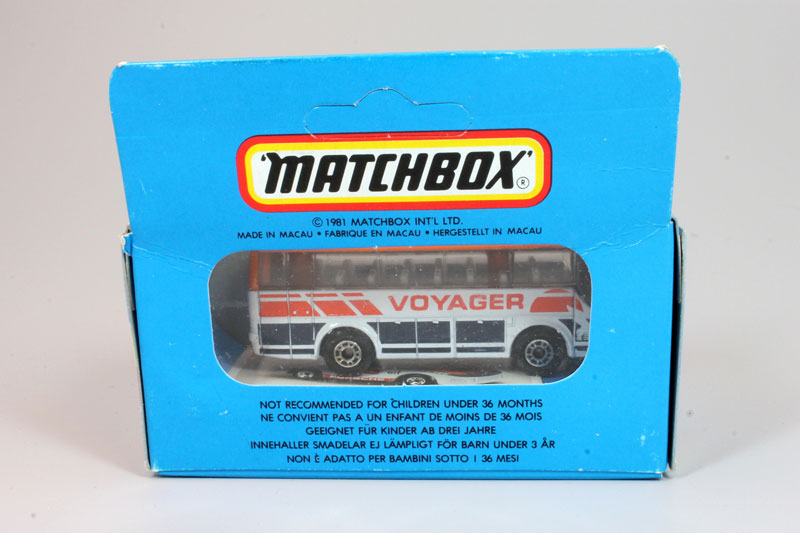 'MATCHBOX'®
© 1981 MATCHBOX INT'L LTD.
MADE IN MACAU • FABRIQUE EN MACAU • HERGESTELLT IN MACAU
VOYAGER
PORSCHE
NOT RECOMMENDED FOR CHILDREN UNDER 36 MONTHS
NE CONVIENT PAS A UN ENFANT DE MOINS DE 36 MOIS
GEEIGNET FÜR KINDER AB DREI JAHRE
INNEHALLER SMADELAR EJ LÄMPLIGT FÖR BARN UNDER 3 ÅR
NON È ADATTO PER BAMBINI SOTTO I 36 MESI